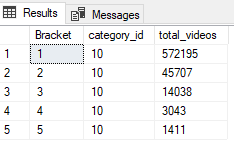 Results Messages
Bracket category_id total_videos
1 1 10 572195
2 2 10 45707
3 3 10 14038
4 4 10 3043
5 5 10 1411